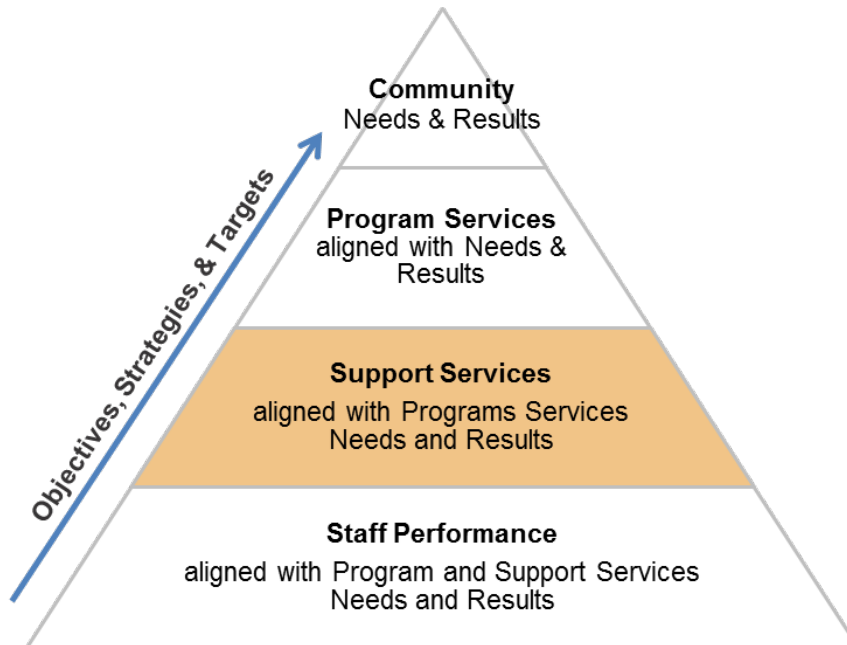 Community
Needs & Results
Objectives, Strategies, & Targets
Program Services
aligned with Needs &
Results
Support Services
aligned with Programs Services
Needs and Results
Staff Performance
aligned with Program and Support Services
Needs and Results